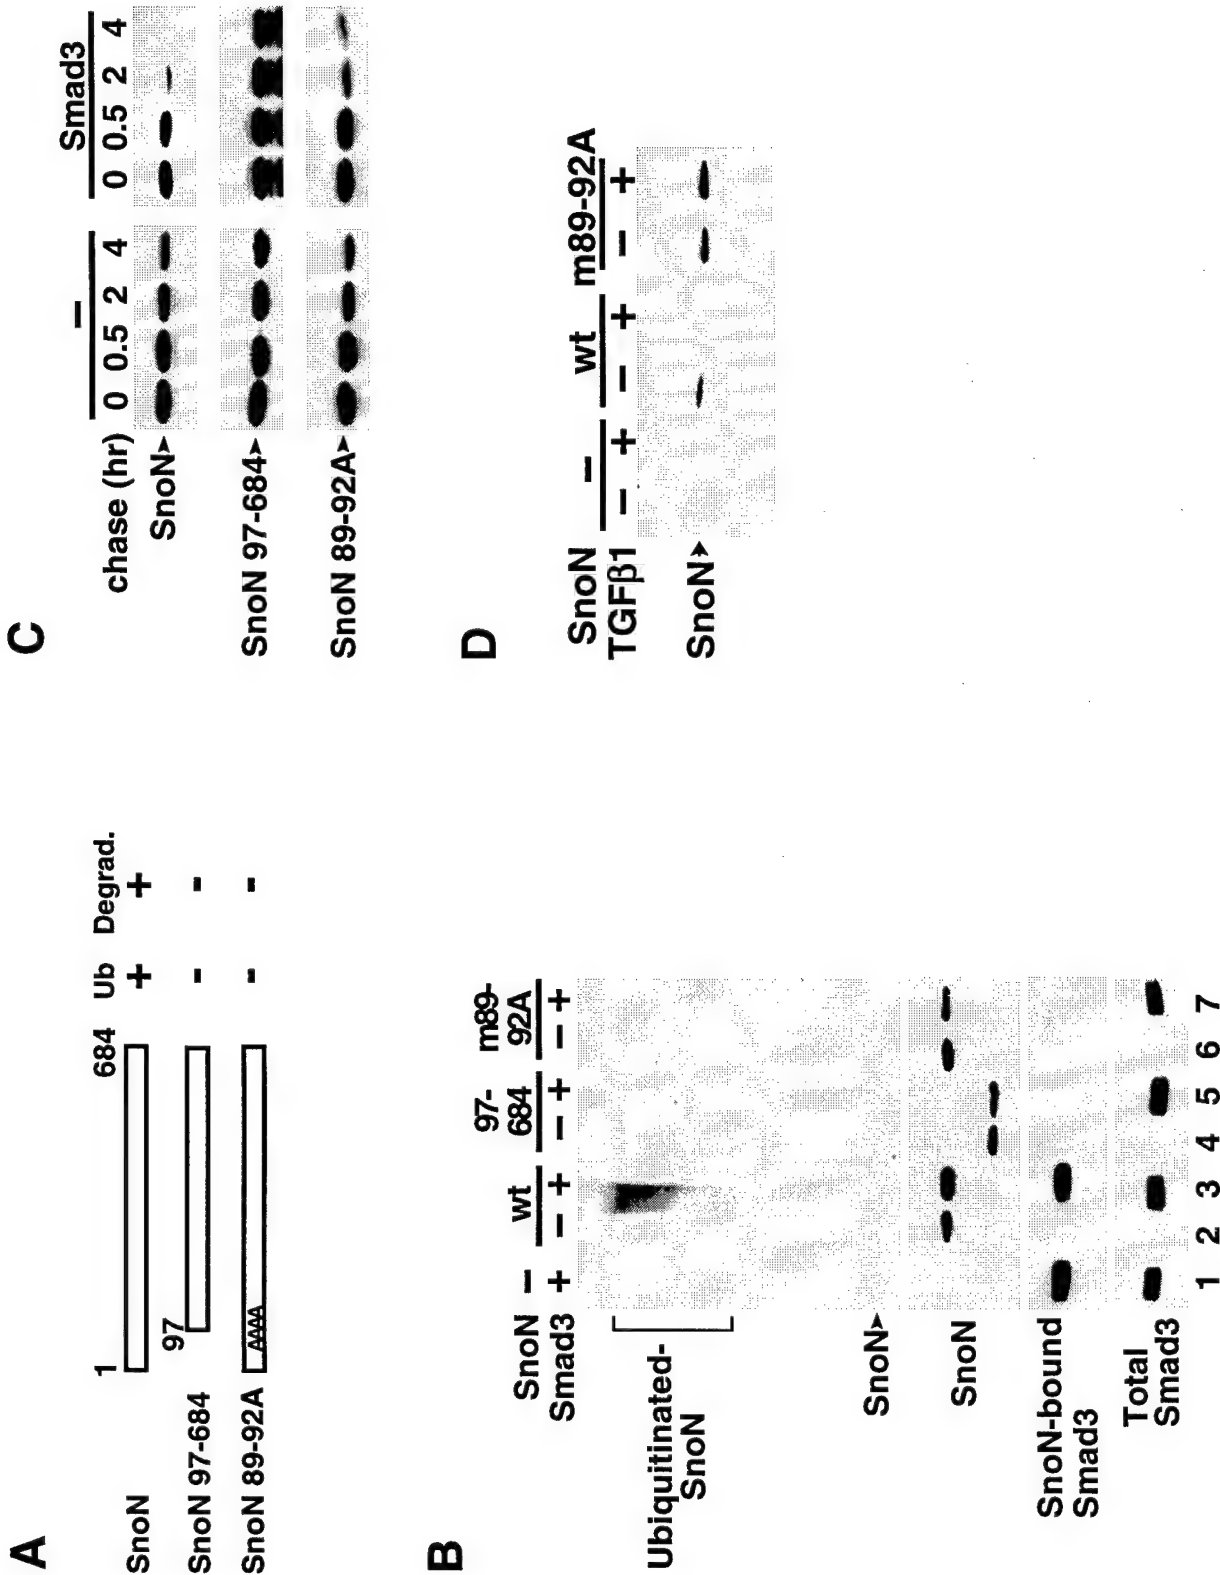 A
Ub Degrad.
1 684
SnoN + +
97
SnoN 97-684 - -
SnoN 89-92A AAAA - -
B
SnoN – wt 97-684 m89-92A
Smad3 + – + – + – +
Ubiquitinated-SnoN
SnoN
SnoN
SnoN-bound Smad3
Total Smad3
1 2 3 4 5 6 7
C
– Smad3
chase (hr) 0 0.5 2 4 0 0.5 2 4
SnoN
SnoN 97-684
SnoN 89-92A
D
SnoN – wt m89-92A
TGFβ1 – + – + – +
SnoN